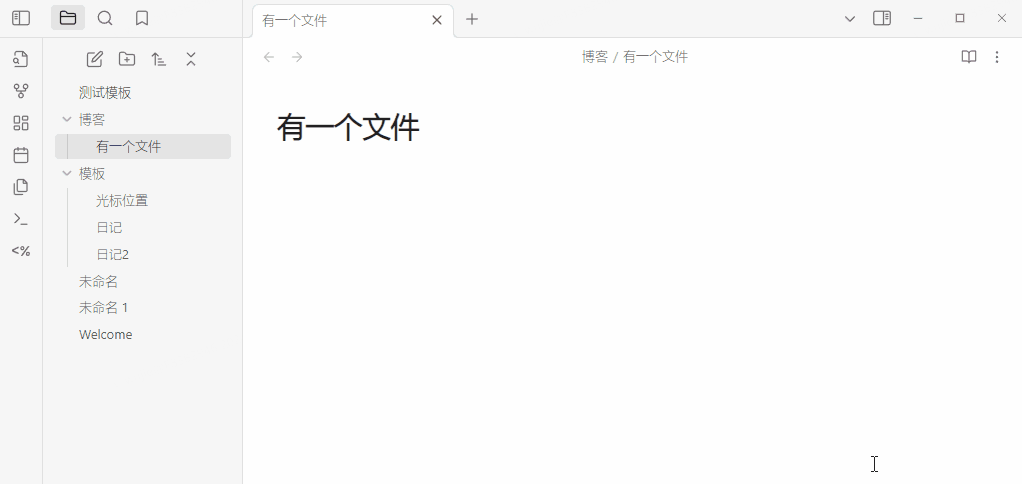 有一个文件
博客 / 有一个文件
测试模板
博客
有一个文件
模板
光标位置
日记
日记2
未命名
未命名 1
Welcome
<%
有一个文件